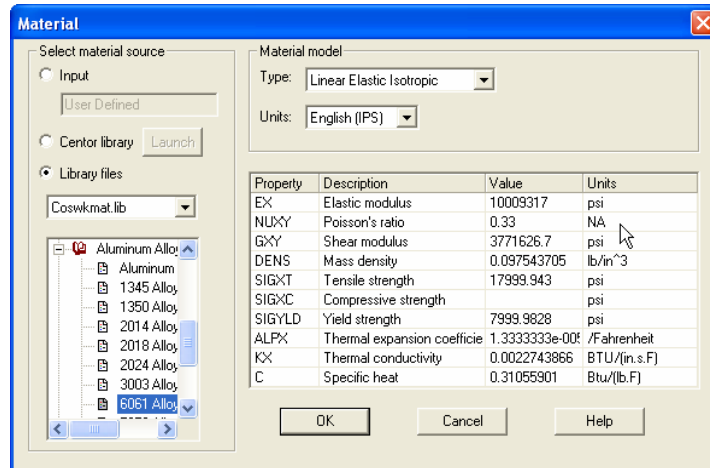 Material
Select material source
Input
User Defined
Centor library Launch
Library files
Coswkmat.lib
Aluminum Alloy
Aluminum
1345 Alloy
1350 Alloy
2014 Alloy
2018 Alloy
2024 Alloy
3003 Alloy
6061 Alloy
Material model
Type: Linear Elastic Isotropic
Units: English (IPS)
Property Description Value Units
EX Elastic modulus 10009317 psi
NUXY Poisson's ratio 0.33 NA
GXY Shear modulus 3771626.7 psi
DENS Mass density 0.097543705 lb/in^3
SIGXT Tensile strength 17999.943 psi
SIGXC Compressive strength psi
SIGYLD Yield strength 7999.9828 psi
ALPX Thermal expansion coefficie 1.3333333e-005 /Fahrenheit
KX Thermal conductivity 0.0022743866 BTU/(in.s.F)
C Specific heat 0.31055901 Btu/(lb.F)
OK Cancel Help